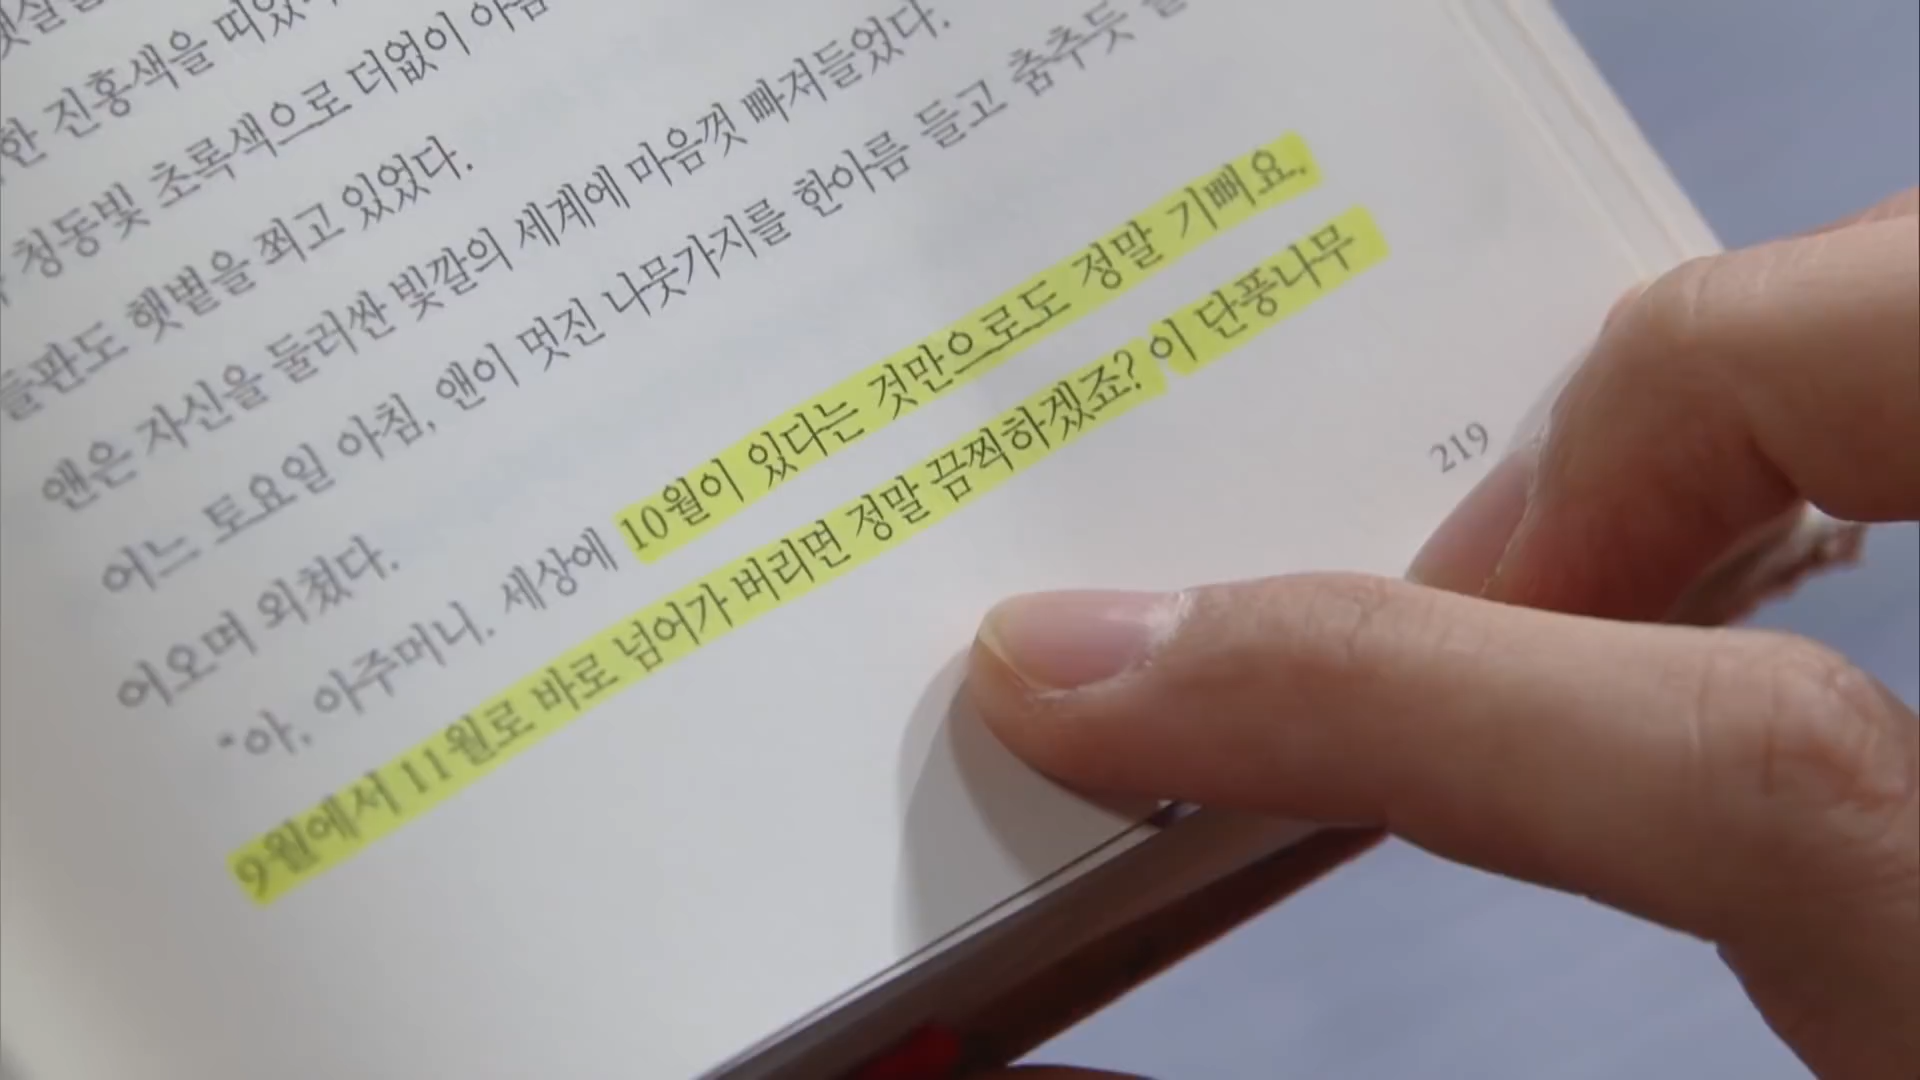 한 진홍색을 띠었
청동빛 초록색으로 더없이 아름
들판도 햇볕을 쬐고 있었다.
앤은 자신을 둘러싼 빛깔의 세계에 마음껏 빠져들었다.
어느 토요일 아침, 앤이 멋진 나뭇가지를 한아름 들고 춤추듯
어오며 외쳤다.
"아, 아주머니. 세상에 10월이 있다는 것만으로도 정말 기뻐요.
9월에서 11월로 바로 넘어가 버리면 정말 끔찍하겠죠? 이 단풍나무
219